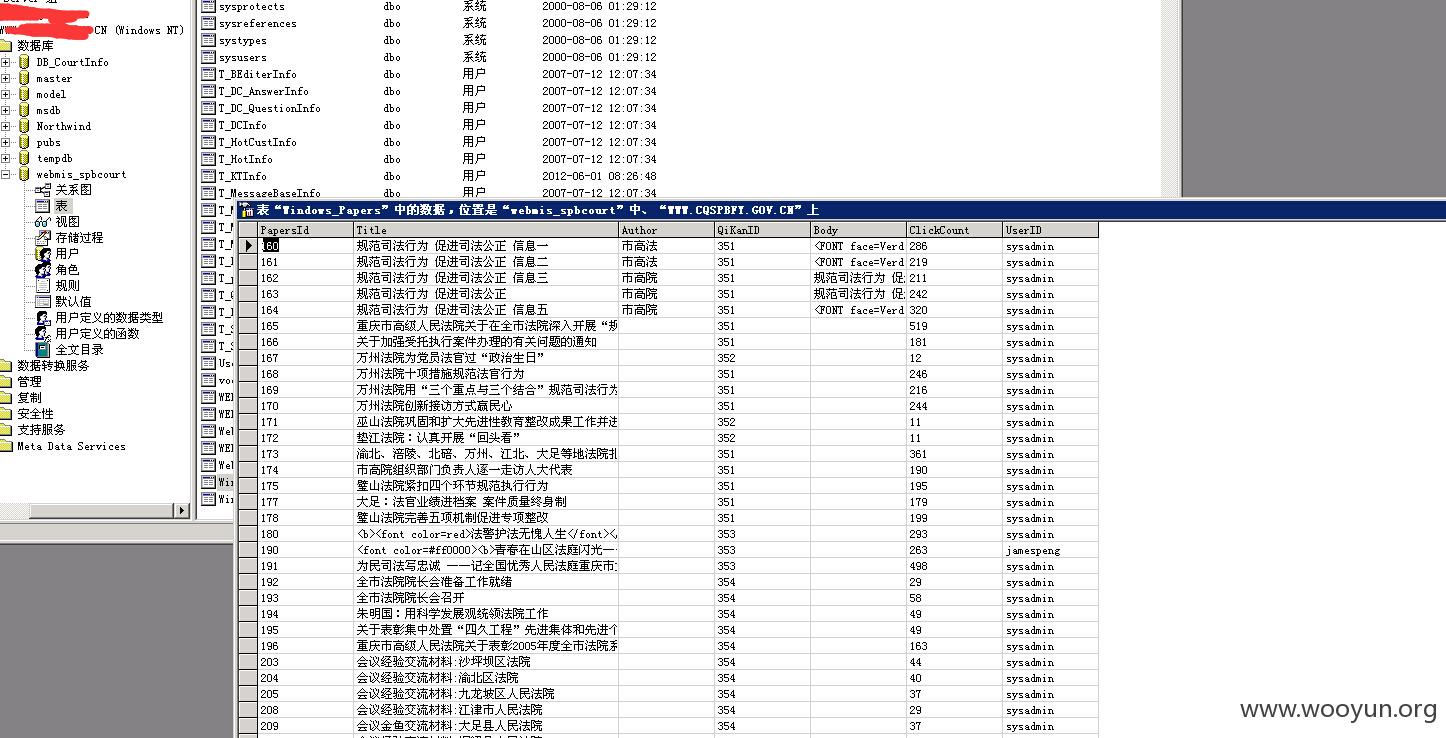 CN (Windows NT)
数据库
DB_CourtInfo
master
model
msdb
Northwind
pubs
tempdb
webmis_spbcourt
关系图
表
视图
存储过程
用户
角色
规则
默认值
用户定义的数据类型
用户定义的函数
全文目录
数据转换服务
管理
复制
安全性
支持服务
Meta Data Services
sysprotects dbo 系统 2000-08-06 01:29:12
sysreferences dbo 系统 2000-08-06 01:29:12
systypes dbo 系统 2000-08-06 01:29:12
sysusers dbo 系统 2000-08-06 01:29:12
T_BEditerInfo dbo 用户 2007-07-12 12:07:34
T_DC_AnswerInfo dbo 用户 2007-07-12 12:07:34
T_DC_QuestionInfo dbo 用户 2007-07-12 12:07:34
T_DCInfo dbo 用户 2007-07-12 12:07:34
T_HotCustInfo dbo 用户 2007-07-12 12:07:34
T_HotInfo dbo 用户 2007-07-12 12:07:34
T_KTInfo dbo 用户 2012-06-01 08:26:48
T_MessageBaseInfo dbo 用户 2007-07-12 12:07:34
表“Windows_Papers”中的数据，位置是“webmis_spbcourt”中、“WWW.CQSPBFY.GOV.CN”上
PapersId Title Author QiKanID Body ClickCount UserID
160 规范司法行为 促进司法公正 信息一 市高法 351 <FONT face=Verd 286 sysadmin
161 规范司法行为 促进司法公正 信息二 市高法 351 <FONT face=Verd 219 sysadmin
162 规范司法行为 促进司法公正 信息三 市高院 351 规范司法行为 促 211 sysadmin
163 规范司法行为 促进司法公正 市高院 351 规范司法行为 促 242 sysadmin
164 规范司法行为 促进司法公正 信息五 市高院 351 <FONT face=Verd 320 sysadmin
165 重庆市高级人民法院关于在全市法院深入开展“规 351 519 sysadmin
166 关于加强受托执行案件办理的有关问题的通知 351 181 sysadmin
167 万州法院为党员法官过“政治生日” 352 12 sysadmin
168 万州法院十项措施规范法官行为 351 246 sysadmin
169 万州法院用“三个重点与三个结合”规范司法行为 351 216 sysadmin
170 万州法院创新接访方式赢民心 351 244 sysadmin
171 巫山法院巩固和扩大先进性教育整改成果工作并进 352 11 sysadmin
172 垫江法院：认真开展“回头看” 352 11 sysadmin
173 渝北、涪陵、北碚、万州、江北、大足等地法院扎 351 361 sysadmin
174 市高院组织部门负责人逐一走访人大代表 351 190 sysadmin
175 璧山法院紧扣四个环节规范执行行为 351 195 sysadmin
177 大足：法官业绩进档案 案件质量终身制 351 179 sysadmin
178 璧山法院完善五项机制促进专项整改 351 199 sysadmin
180 <b><font color=red>法警护法无愧人生</font></ 353 293 sysadmin
190 <font color=#ff0000><b>青春在山区法庭闪光一 353 263 jamespeng
191 为民司法写忠诚 ——记全国优秀人民法庭重庆市 353 498 sysadmin
192 全市法院院长会准备工作就绪 354 29 sysadmin
193 全市法院院长会召开 354 58 sysadmin
194 朱明国：用科学发展观统领法院工作 354 49 sysadmin
195 关于表彰集中处置“四久工程”先进集体和先进个 354 49 sysadmin
196 重庆市高级人民法院关于表彰2005年度全市法院系 354 163 sysadmin
203 会议经验交流材料:沙坪坝区法院 354 44 sysadmin
204 会议经验交流材料:渝北区法院 354 40 sysadmin
205 会议经验交流材料:九龙坡区人民法院 354 37 sysadmin
208 会议经验交流材料:江津市人民法院 354 29 sysadmin
209 会议金鱼交流材料:大足县人民法院 354 37 sysadmin
www.wooyun.org